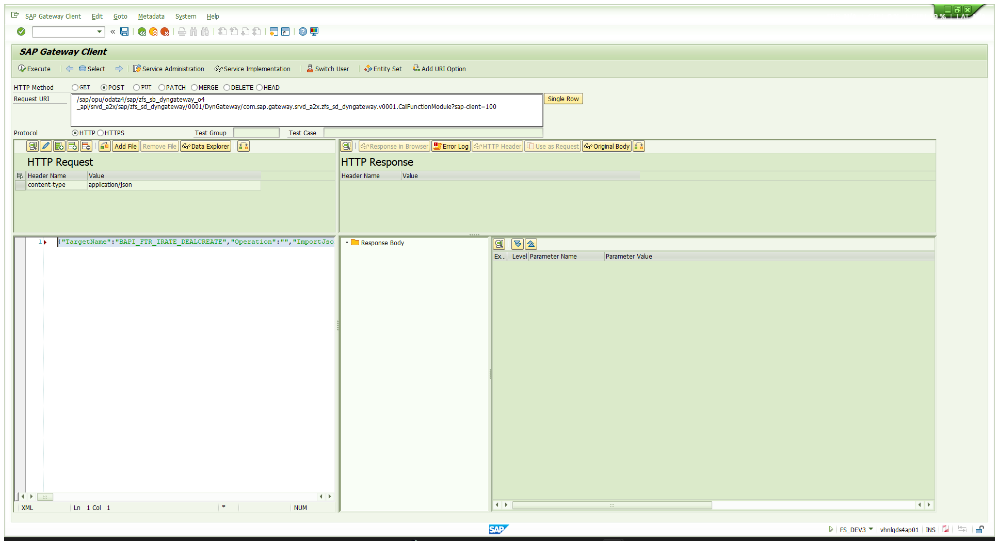 SAP Gateway Client Edit Goto Metadata System Help
9 % | LAT
SAP Gateway Client
Execute Select Service Administration Service Implementation Switch User Entity Set Add URI Option
HTTP Method GET POST PUT PATCH MERGE DELETE HEAD
Request URI /sap/opu/odata4/sap/zfs_sb_dyngateway_o4 Single Row
_api/srvd_a2x/sap/zfs_sd_dyngateway/0001/DynGateway/com.sap.gateway.srvd_a2x.zfs_sd_dyngateway.v0001.CallFunctionModule?sap-client=100
Protocol HTTP HTTPS Test Group Test Case
Add File Remove File Data Explorer Response in Browser Error Log HTTP Header Use as Request Original Body
HTTP Request HTTP Response
Header Name Value Header Name Value
content-type application/json
1 {"TargetName":"BAPI_FTR_IRATE_DEALCREATE","Operation":"","ImportJso
Response Body
Ex... Level Parameter Name Parameter Value
XML Ln 1 Col 1 * NUM
SAP FS_DEV3 vhnlqds4ap01 INS